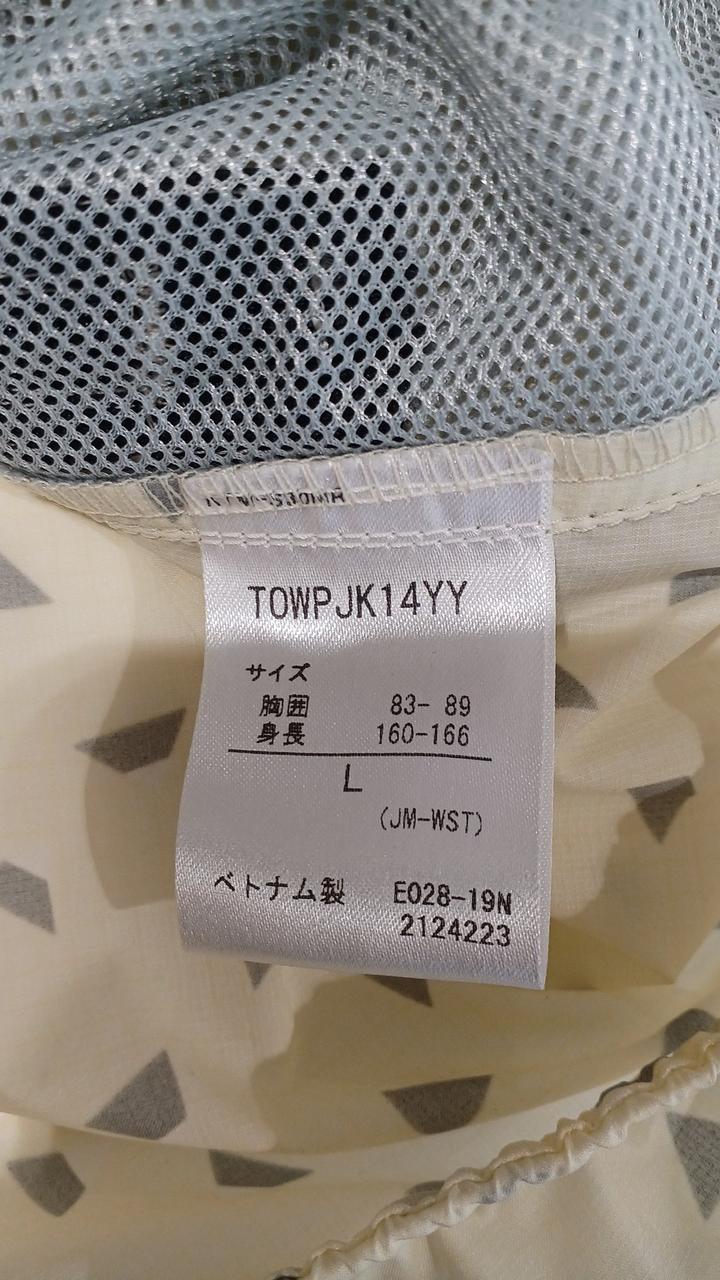 TOWPJK14YY
サイズ
胸囲 83- 89
身長 160-166
L
(JM-WST)
ベトナム製 E028-19N
2124223